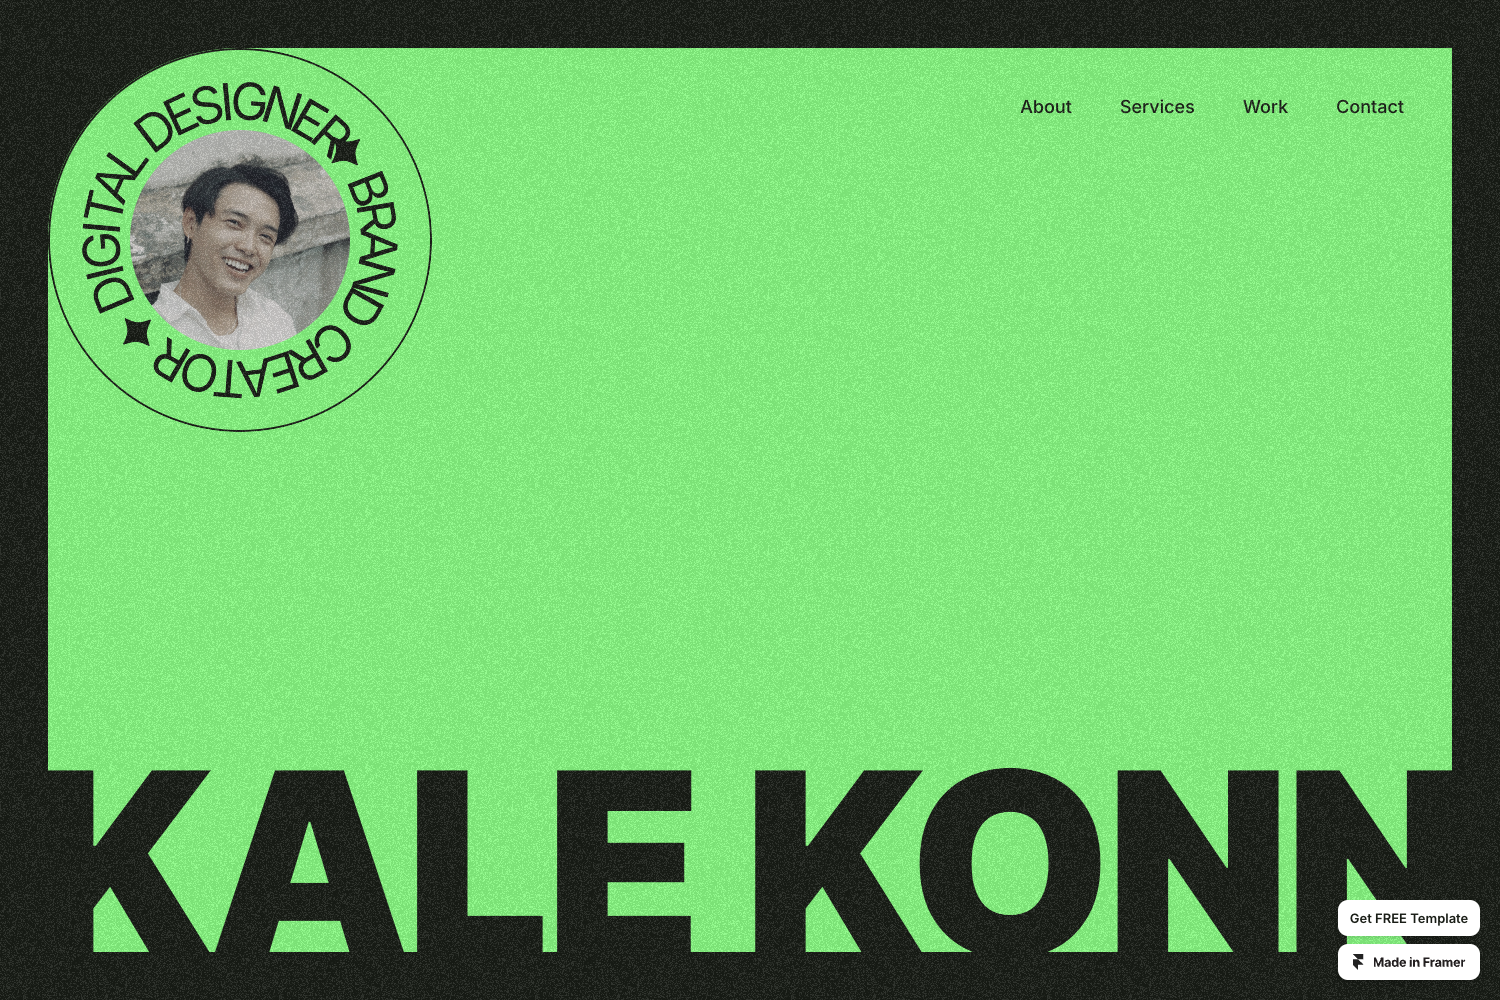 DIGITAL DESIGNER
BRAND CREATOR
About
Services
Work
Contact
KALE KONN
Get FREE Template
Made in Framer